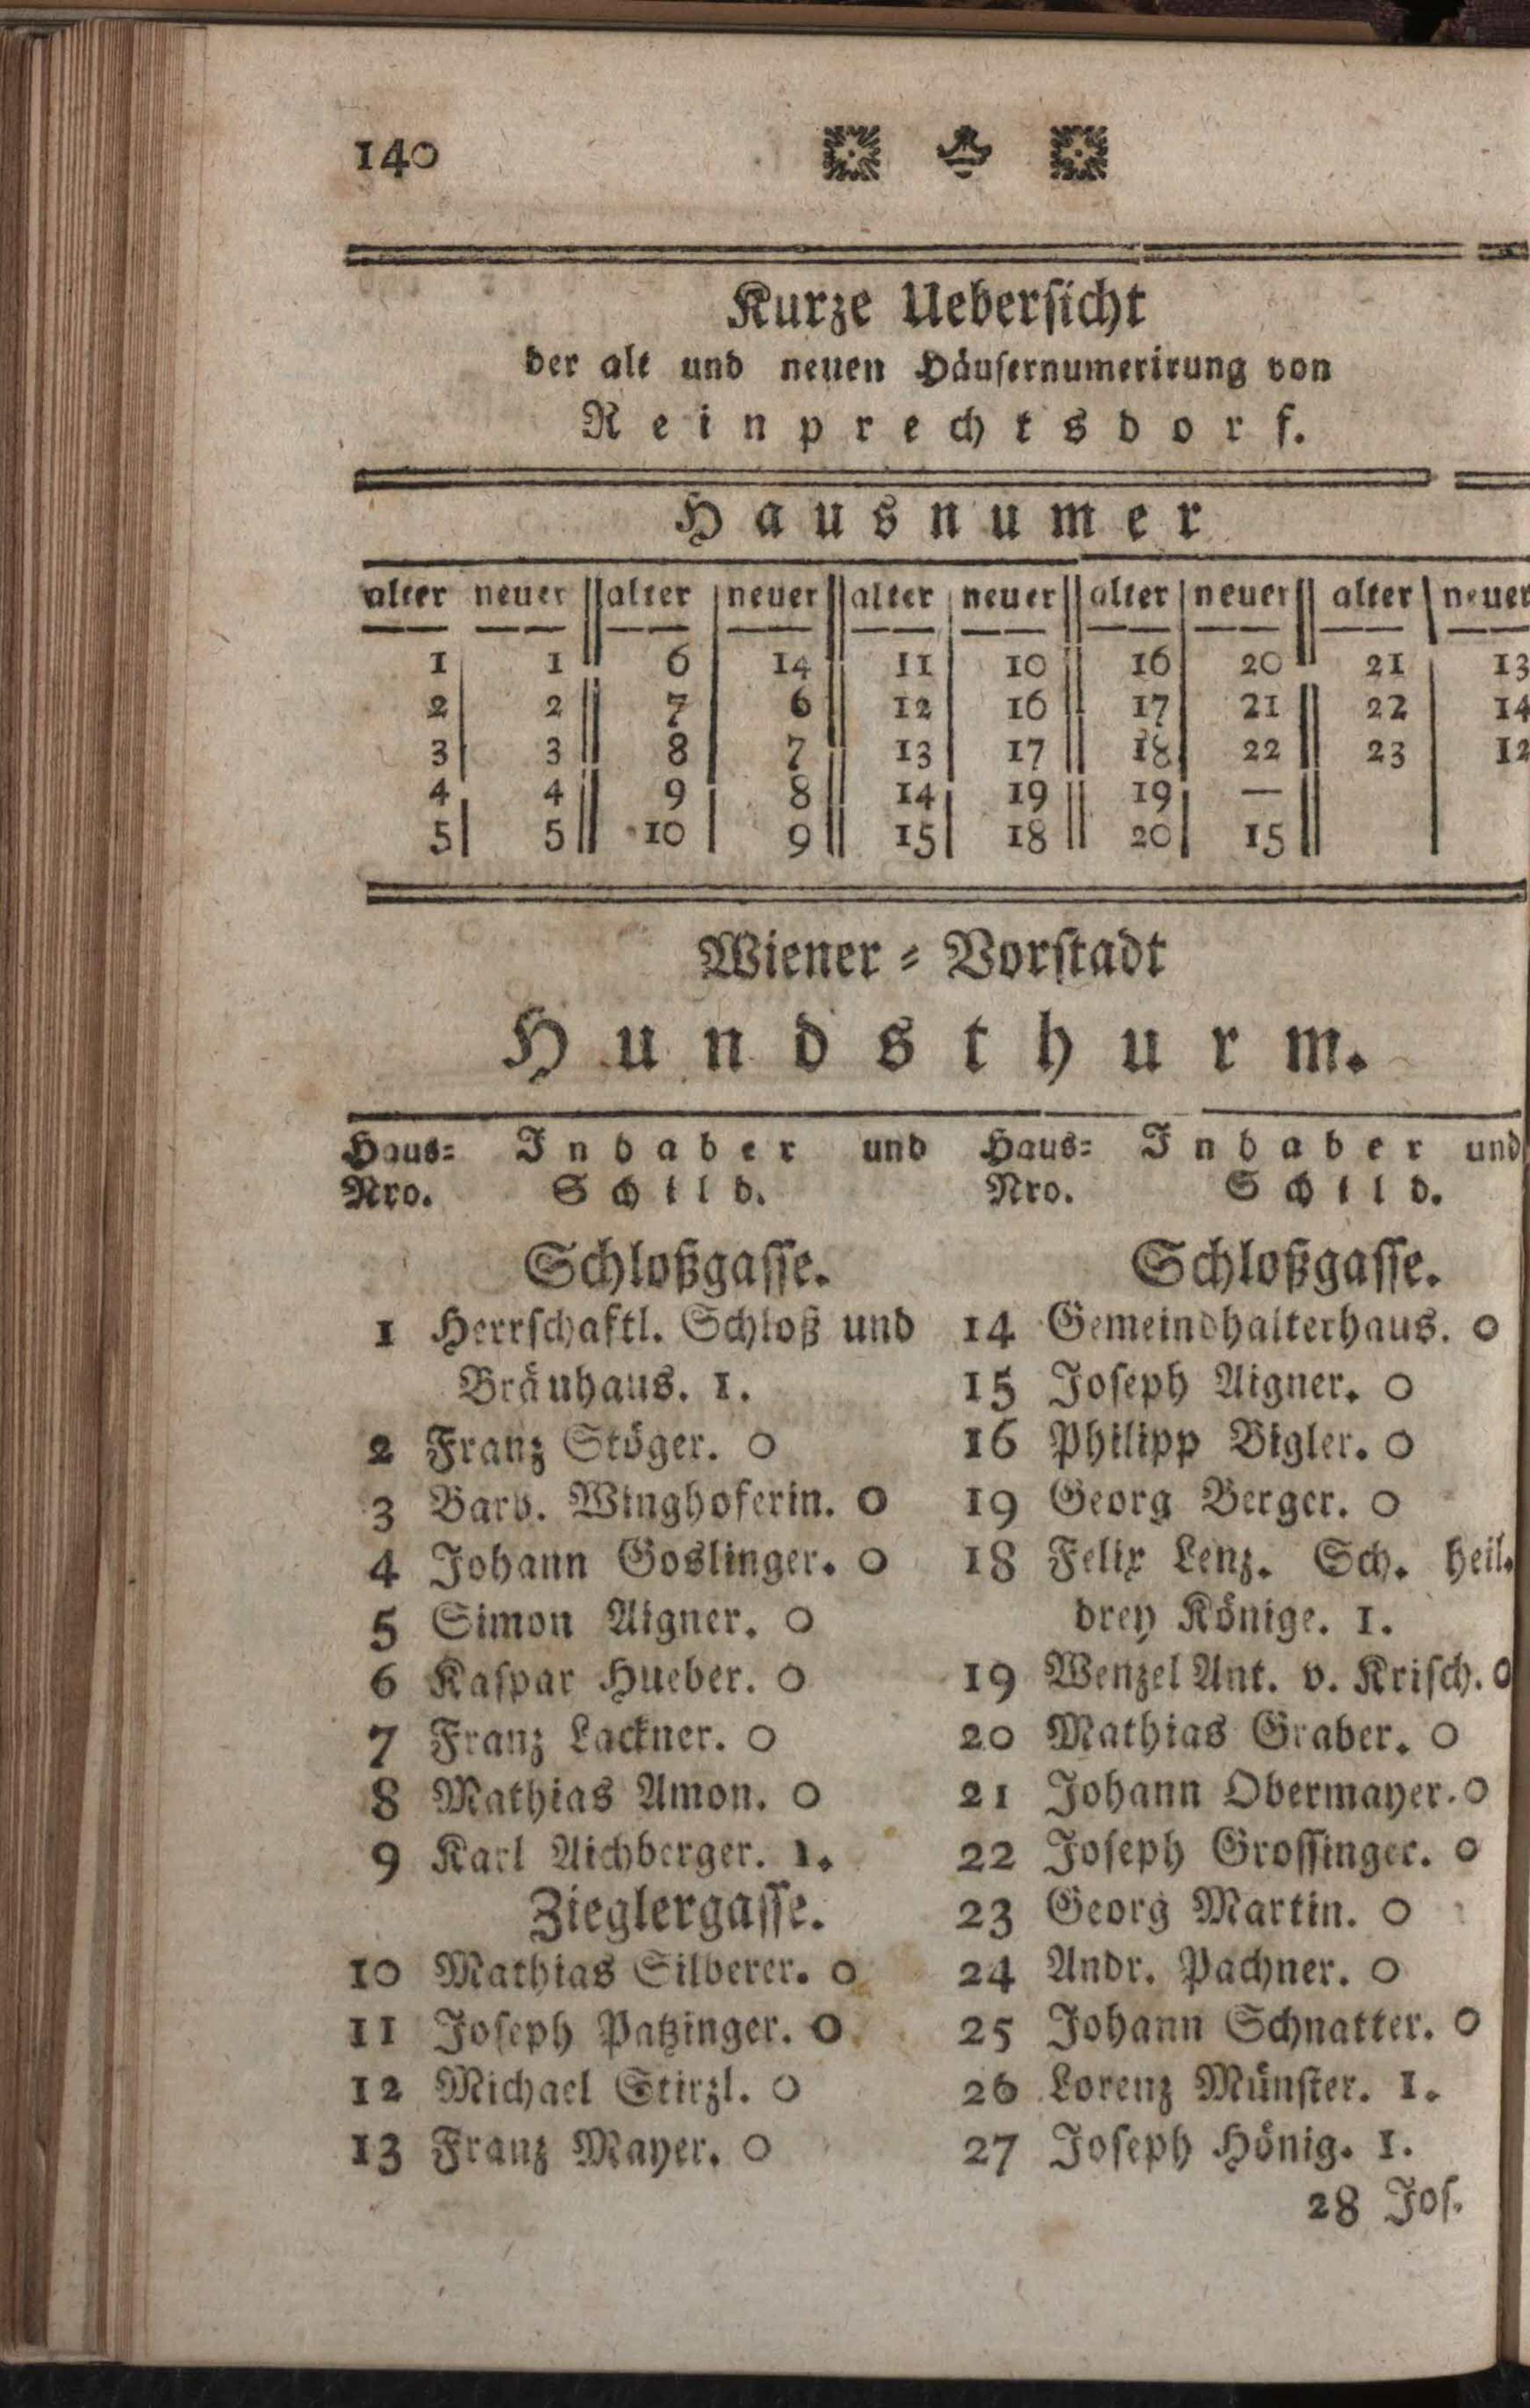 140
Kurze Ueberſicht
der alt und neuen Häuſernumerirung von
Reinprechtsdorf.
Hausnumer
alter neuer alter neuer alter neuer alter neuer alter neuer
1 1 6 14 11 10 16 20 21 13
2 2 7 6 12 16 17 21 22 14
3 3 8 7 13 17 18 22 23 12
4 4 9 8 14 19 19 —
5 5 10 9 15 18 20 15
Wiener-Vorſtadt
Hundsthurm.
Haus- Inhaber und
Nro. Schild.
Schloßgaſſe.
1 Herrſchaftl. Schloß und
Bräuhaus. 1.
2 Franz Stöger. o
3 Barb. Winghoferin. o
4 Johann Goslinger. o
5 Simon Aigner. o
6 Kaſpar Hueber. o
7 Franz Lackner. o
8 Mathias Amon. o
9 Karl Aichberger. 1.
Zieglergaſſe.
10 Mathias Silberer. o
11 Joſeph Patzinger. o
12 Michael Stirzl. o
13 Franz Mayer. o
Haus- Inhaber und
Nro. Schild.
Schloßgaſſe.
14 Gemeindhalterhaus. o
15 Joſeph Aigner. o
16 Philipp Bigler. o
19 Georg Berger. o
18 Felix Lenz. Sch. heil.
drey Könige. 1.
19 Wenzel Ant. v. Kriſch. o
20 Mathias Graber. o
21 Johann Obermayer. o
22 Joſeph Groſſinger. o
23 Georg Martin. o
24 Andr. Pachner. o
25 Johann Schnatter. o
26 Lorenz Münſter. 1.
27 Joſeph Hönig. 1.
28 Joſ.